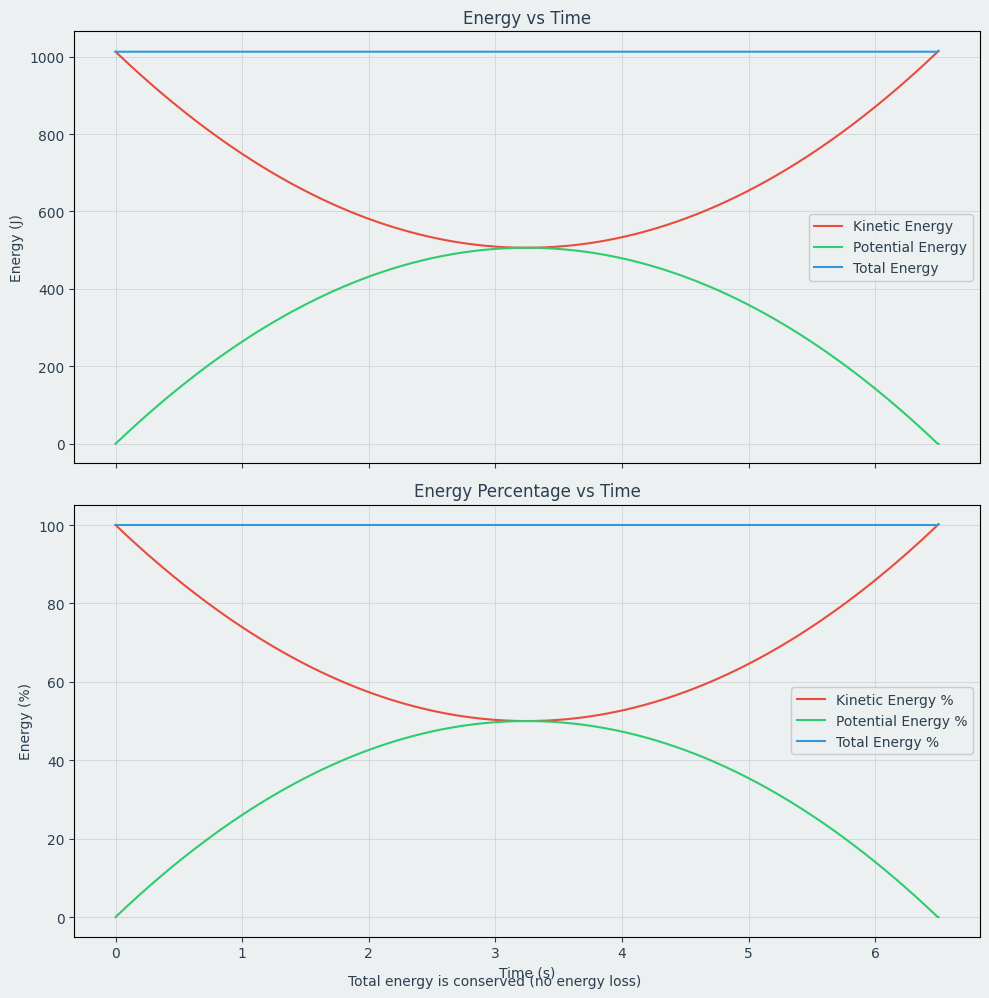 Energy vs Time
1000
800
600
400
200
0
Energy (J)
Kinetic Energy
Potential Energy
Total Energy
Energy Percentage vs Time
100
80
60
40
20
0
Energy (%)
Kinetic Energy %
Potential Energy %
Total Energy %
0 1 2 3 4 5 6
Time (s)
Total energy is conserved (no energy loss)